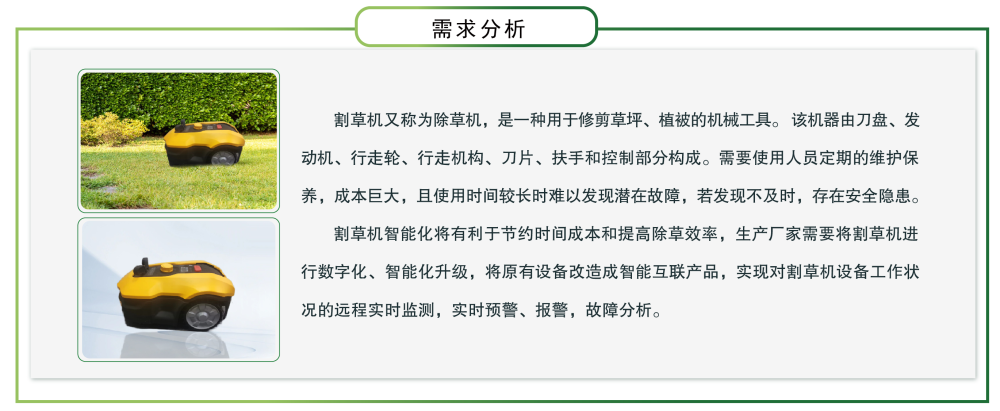 需求分析
割草机又称为除草机，是一种用于修剪草坪、植被的机械工具。 该机器由刀盘、发
动机、行走轮、行走机构、刀片、扶手和控制部分构成。需要使用人员定期的维护保
养，成本巨大，且使用时间较长时难以发现潜在故障，若发现不及时，存在安全隐患。
割草机智能化将有利于节约时间成本和提高除草效率，生产厂家需要将割草机进
行数字化、智能化升级，将原有设备改造成智能互联产品，实现对割草机设备工作状
况的远程实时监测，实时预警、报警，故障分析。